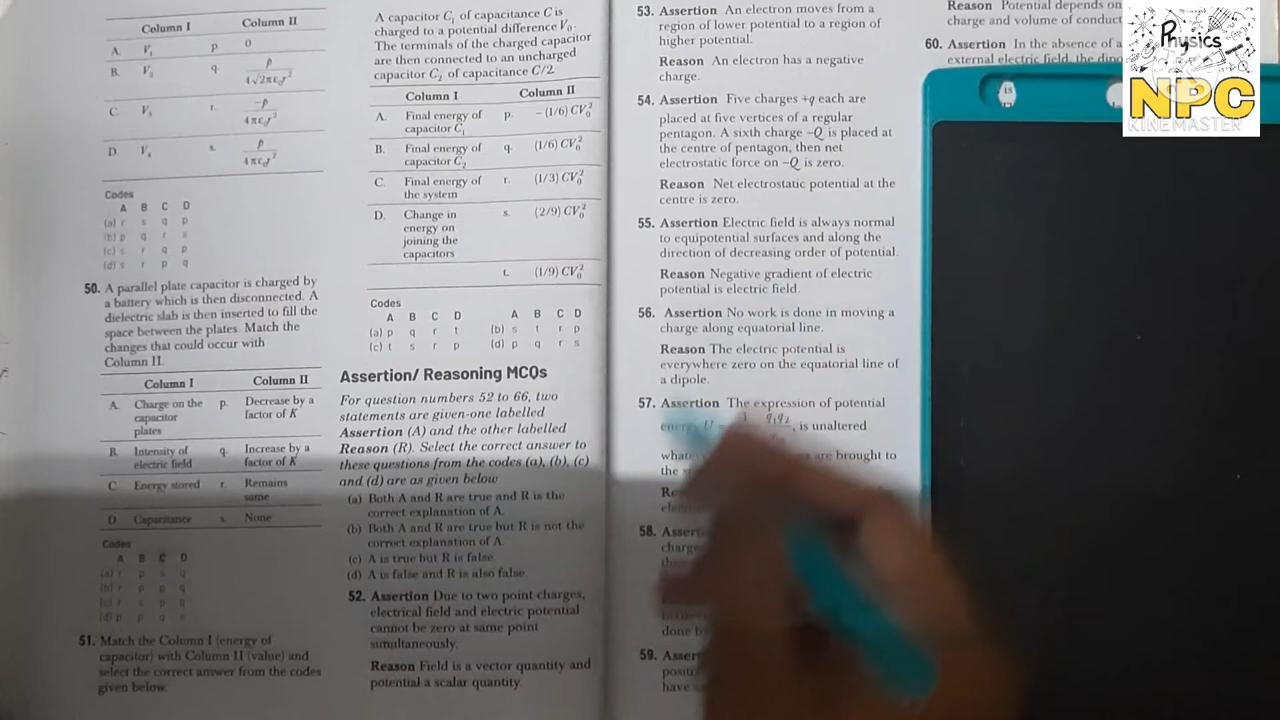 Column I Column II
A. V₁ p. 0
B. V₂ q. p / 4√2πε₀r²
C. V₃ r. −p / 4πε₀r²
D. V₄ s. p / 4πε₀r²
Codes
A B C D
(a) r s q p
(b) p q r s
(c) s r q p
(d) s r p q
50. A parallel plate capacitor is charged by
a battery which is then disconnected. A
dielectric slab is then inserted to fill the
space between the plates. Match the
changes that could occur with
Column II.
Column I Column II
A. Charge on the capacitor plates p. Decrease by a factor of K
B. Intensity of electric field q. Increase by a factor of K
C. Energy stored r. Remains same
D. Capacitance s. None
Codes
A B C D
(a) r p s q
(b) r p p q
(c) r s p q
(d) p p q s
51. Match the Column I (energy of
capacitor) with Column II (value) and
select the correct answer from the codes
given below.
A capacitor C₁ of capacitance C is
charged to a potential difference V₀.
The terminals of the charged capacitor
are then connected to an uncharged
capacitor C₂ of capacitance C/2.
Column I Column II
A. Final energy of capacitor C₁ p. −(1/6) CV₀²
B. Final energy of capacitor C₂ q. (1/6) CV₀²
C. Final energy of the system r. (1/3) CV₀²
D. Change in energy on joining the capacitors s. (2/9) CV₀²
t. (1/9) CV₀²
Codes
A B C D A B C D
(a) p q r t (b) s t r p
(c) t s r p (d) p q r s
Assertion/ Reasoning MCQs
For question numbers 52 to 66, two
statements are given-one labelled
Assertion (A) and the other labelled
Reason (R). Select the correct answer to
these questions from the codes (a), (b), (c)
and (d) are as given below
(a) Both A and R are true and R is the
correct explanation of A.
(b) Both A and R are true but R is not the
correct explanation of A.
(c) A is true but R is false.
(d) A is false and R is also false.
52. Assertion Due to two point charges,
electrical field and electric potential
cannot be zero at same point
simultaneously.
Reason Field is a vector quantity and
potential a scalar quantity.
53. Assertion An electron moves from a
region of lower potential to a region of
higher potential.
Reason An electron has a negative
charge.
54. Assertion Five charges +q each are
placed at five vertices of a regular
pentagon. A sixth charge −Q is placed at
the centre of pentagon, then net
electrostatic force on −Q is zero.
Reason Net electrostatic potential at the
centre is zero.
55. Assertion Electric field is always normal
to equipotential surfaces and along the
direction of decreasing order of potential.
Reason Negative gradient of electric
potential is electric field.
56. Assertion No work is done in moving a
charge along equatorial line.
Reason The electric potential is
everywhere zero on the equatorial line of
a dipole.
57. Assertion The expression of potential
energy U = q₁q₂, is unaltered
are brought to
the
58.
59.
done by
have
Reason Potential depends on
charge and volume of conduct
60. Assertion In the absence of a
external electric field, the dipo
Physics
NPC
KINEMASTER